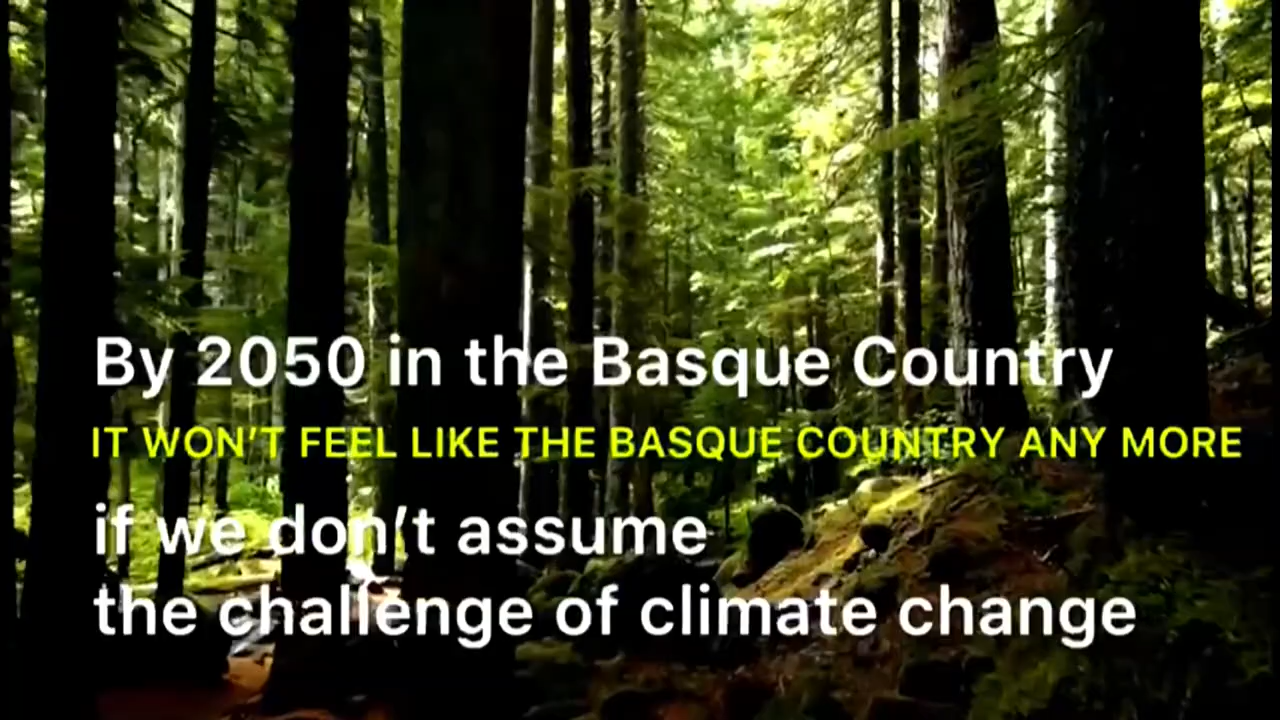 By 2050 in the Basque Country
IT WON'T FEEL LIKE THE BASQUE COUNTRY ANY MORE
if we don't assume
the challenge of climate change